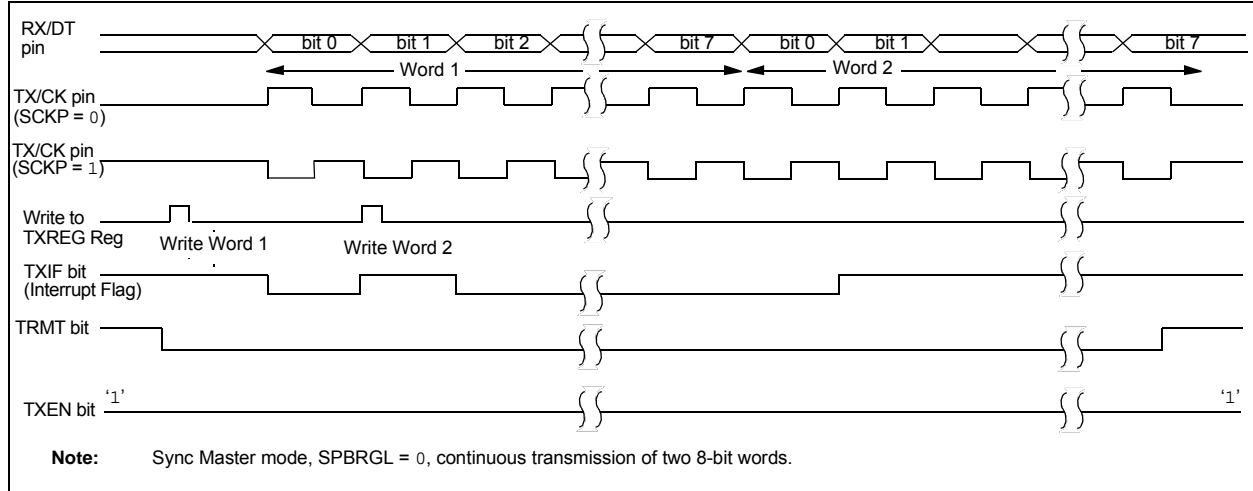 RX/DT
pin
bit 0 bit 1 bit 2 bit 7 bit 0 bit 1 bit 7
Word 1 Word 2
TX/CK pin
(SCKP = 0)
TX/CK pin
(SCKP = 1)
Write to
TXREG Reg
Write Word 1 Write Word 2
TXIF bit
(Interrupt Flag)
TRMT bit
TXEN bit ‘1’ ‘1’
Note: Sync Master mode, SPBRGL = 0, continuous transmission of two 8-bit words.